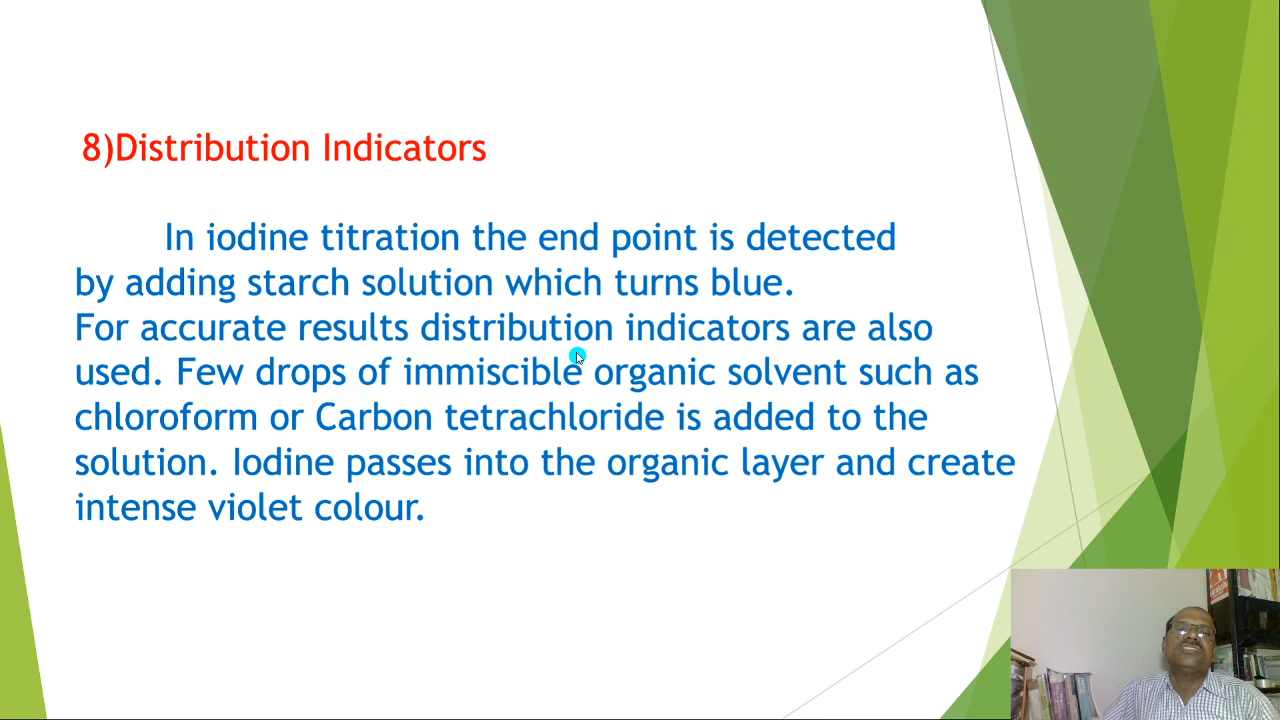 8)Distribution Indicators
In iodine titration the end point is detected
by adding starch solution which turns blue.
For accurate results distribution indicators are also
used. Few drops of immiscible organic solvent such as
chloroform or Carbon tetrachloride is added to the
solution. Iodine passes into the organic layer and create
intense violet colour.